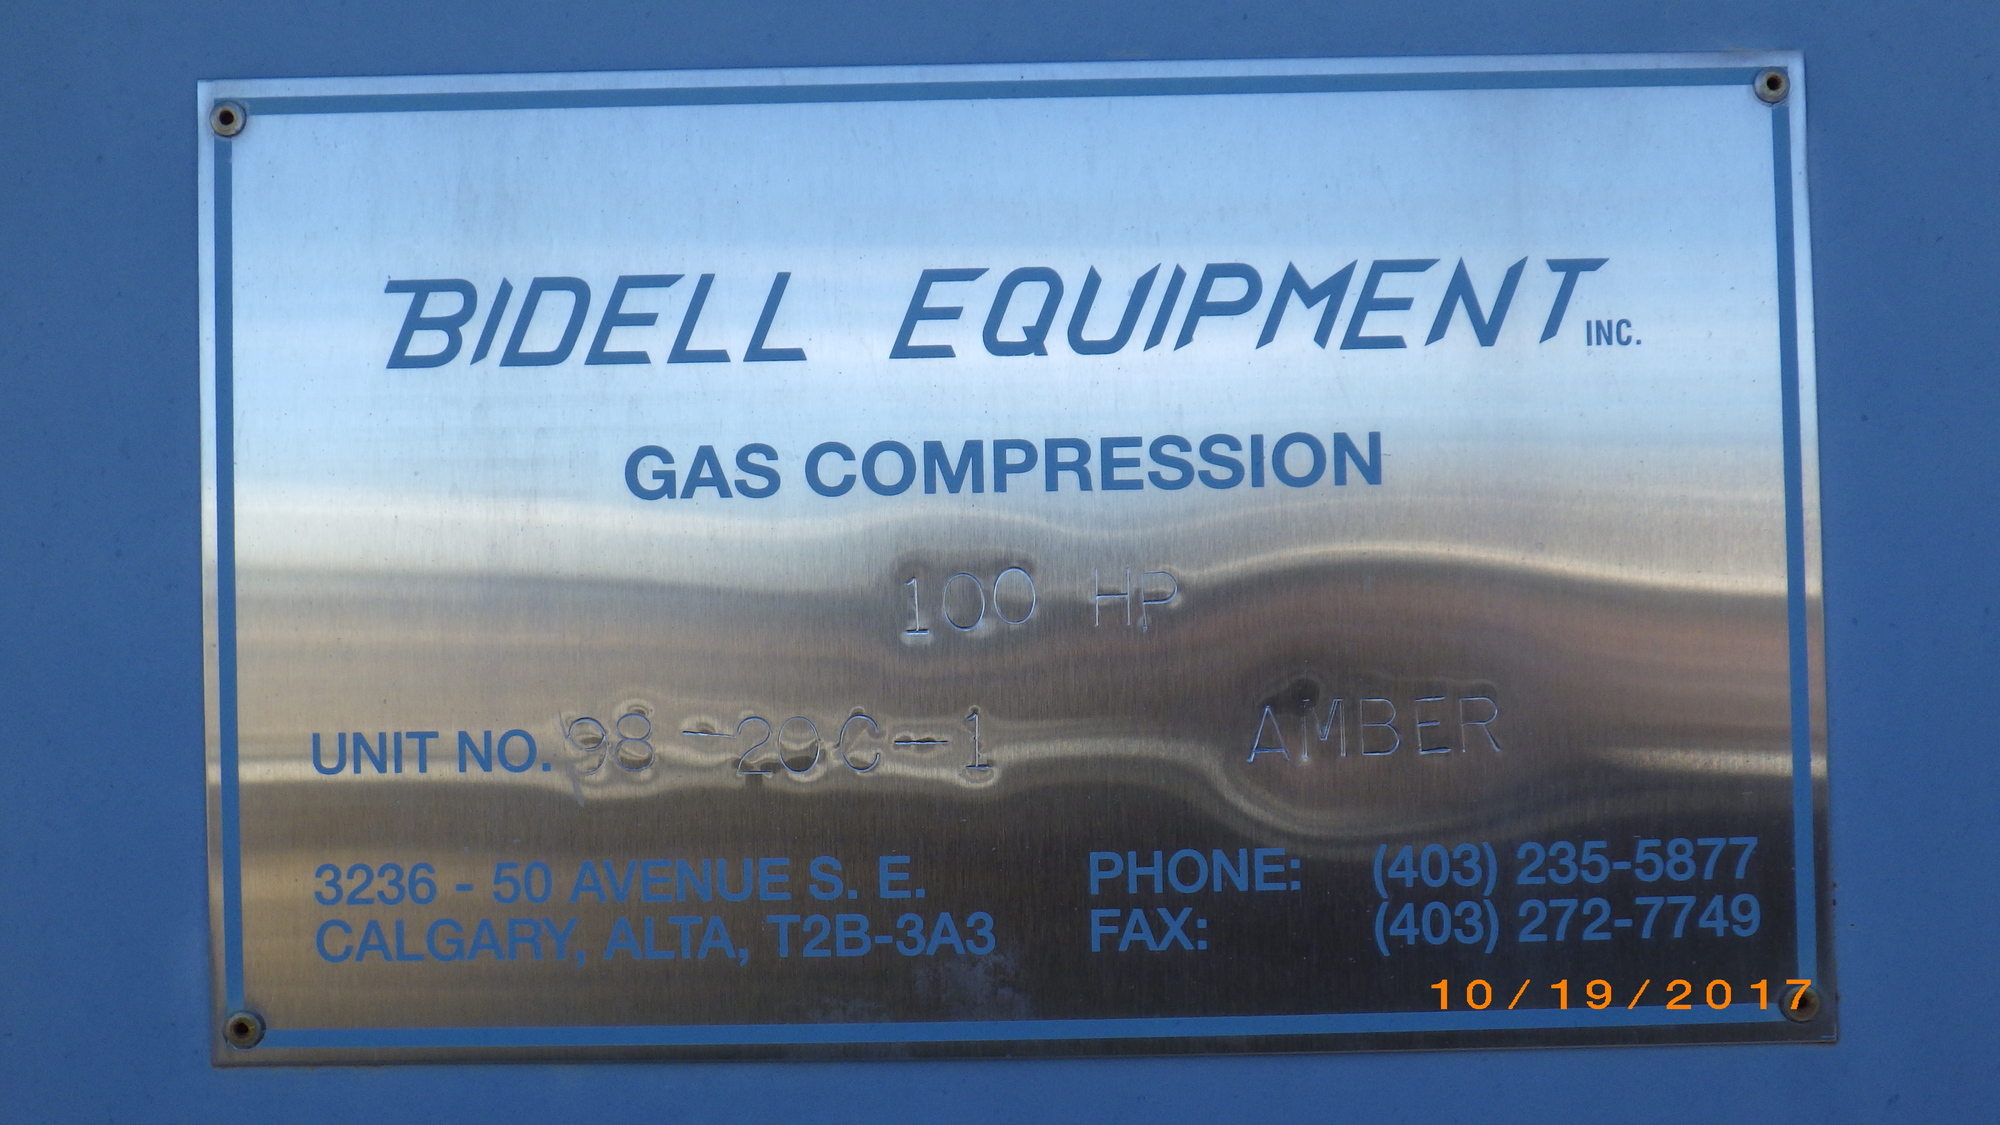 BIDELL EQUIPMENT INC.
GAS COMPRESSION
100 HP
UNIT NO. 98-20C-1 AMBER
3236 - 50 AVENUE S. E. PHONE: (403) 235-5877
CALGARY, ALTA, T2B-3A3 FAX: (403) 272-7749
10/19/2017